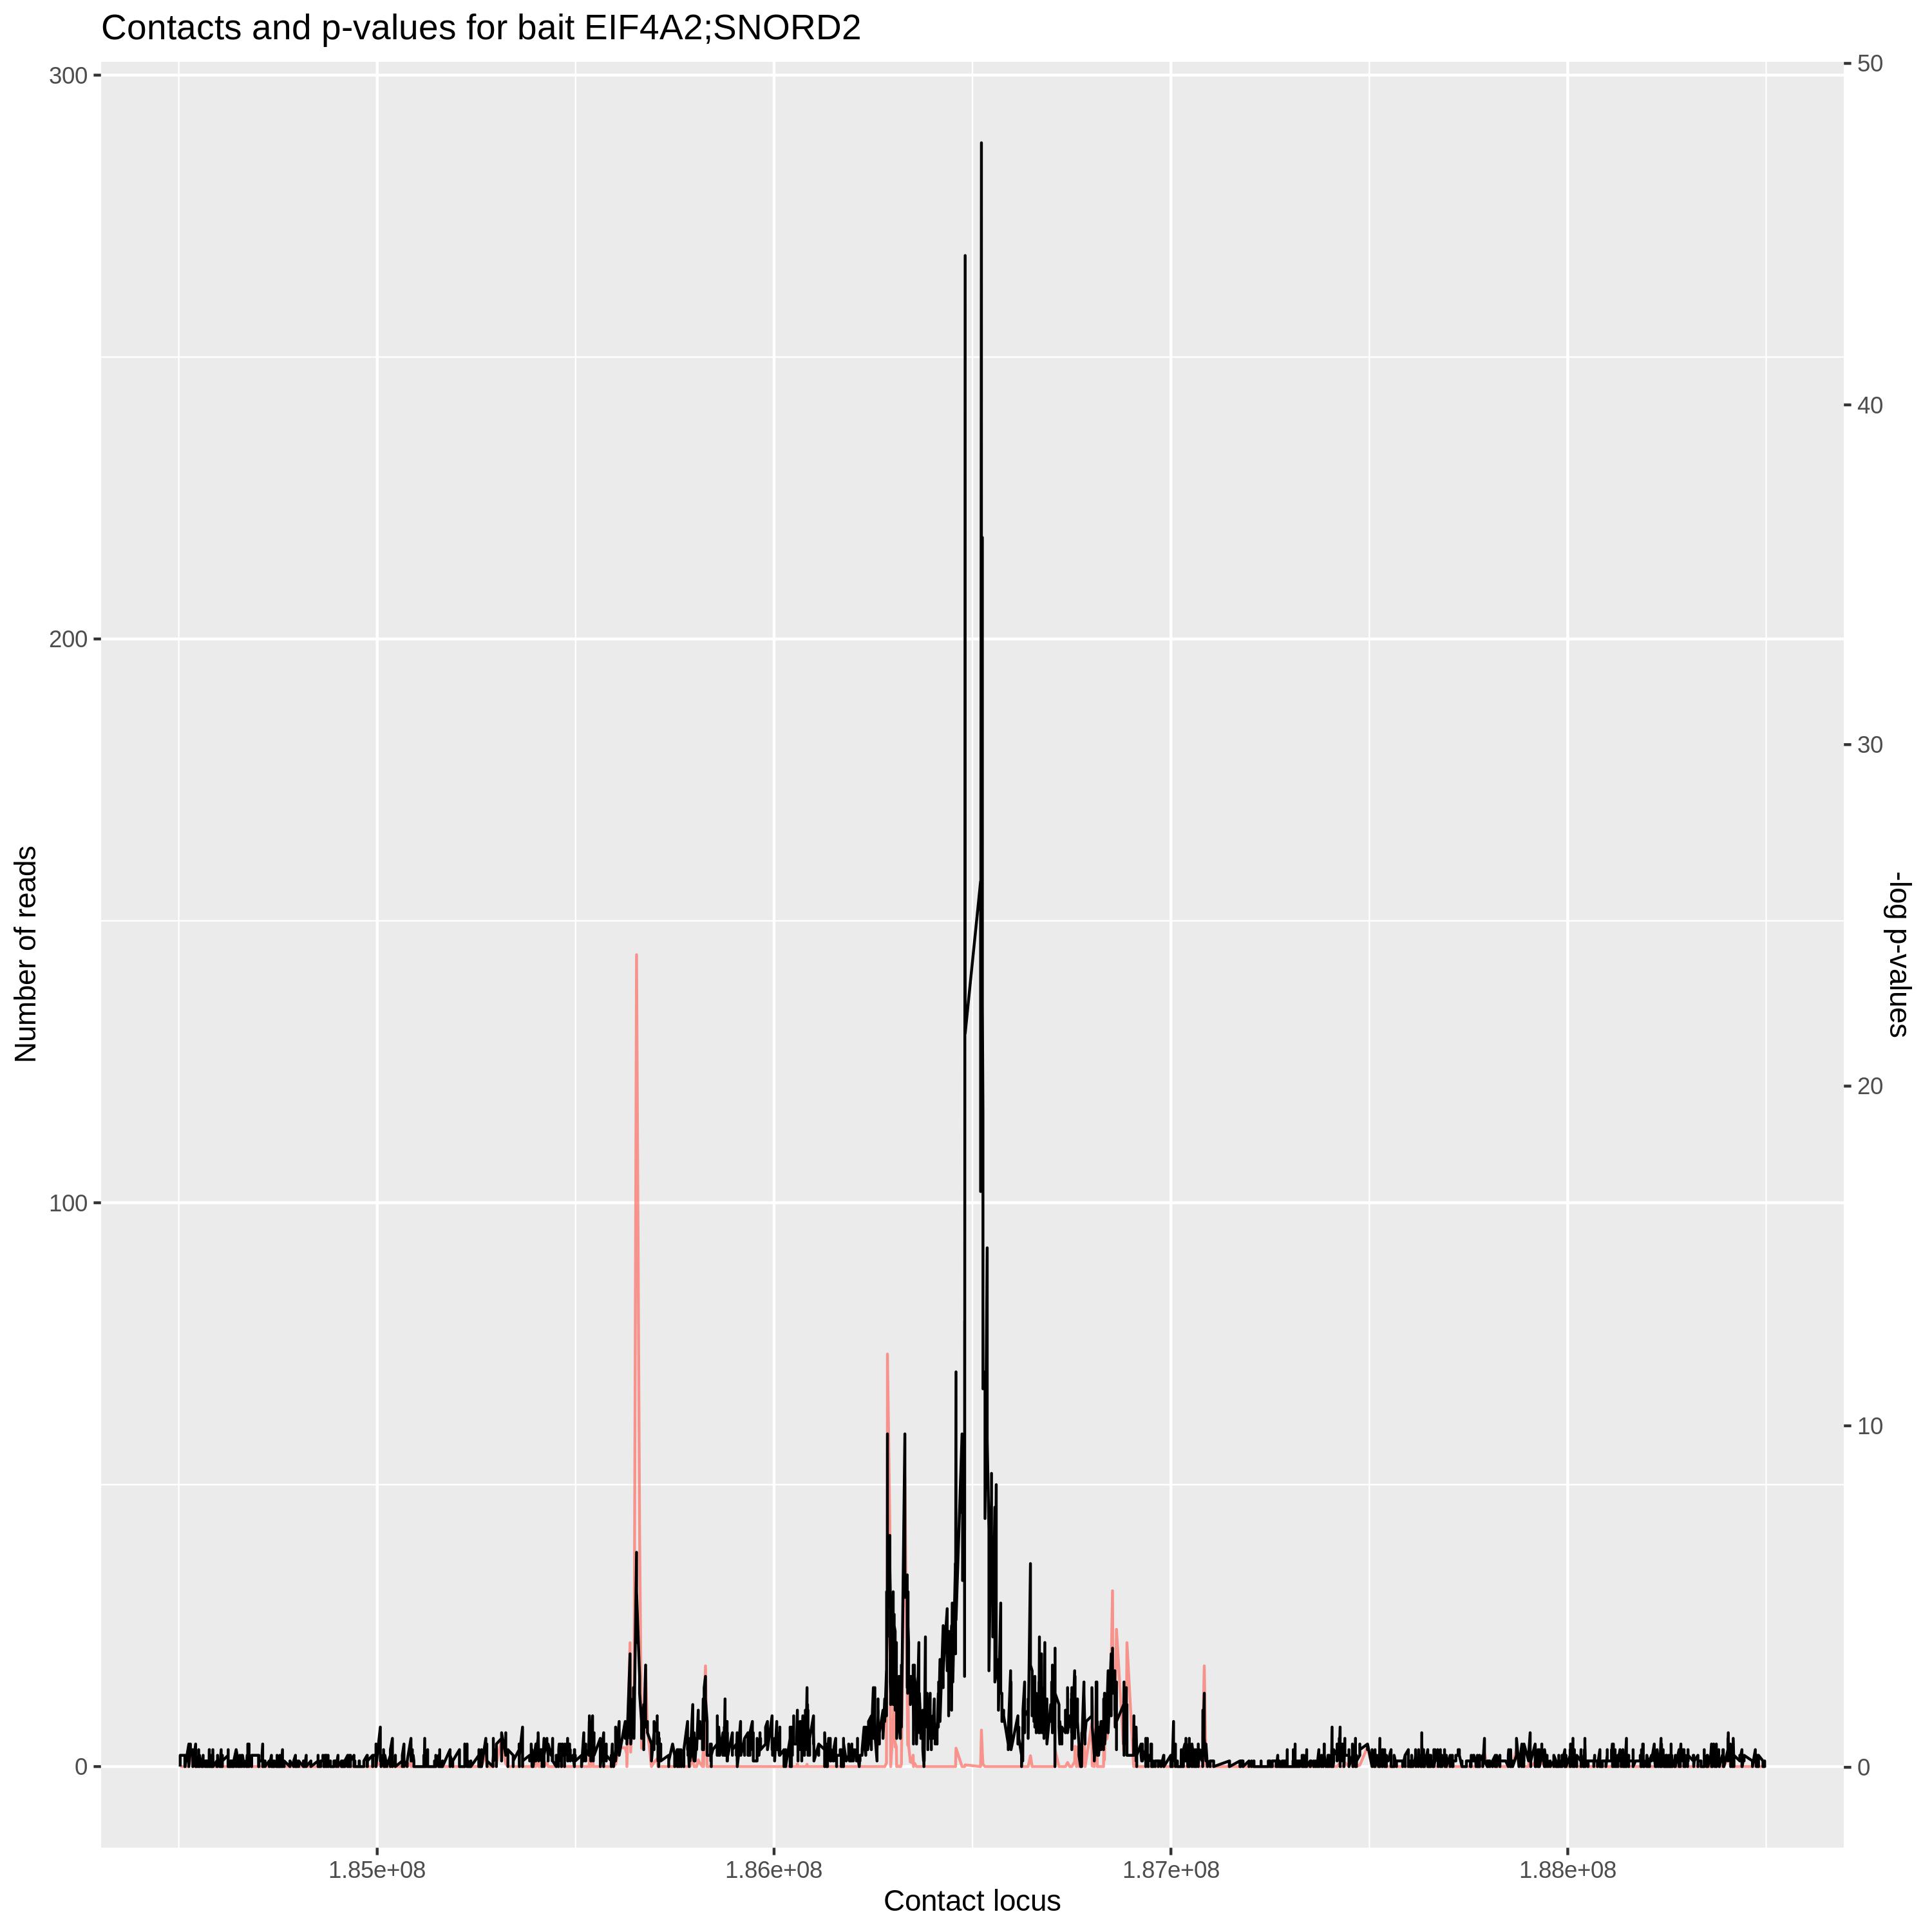 Contacts and p-values for bait EIF4A2;SNORD2
300
200
100
0
Number of reads
50
40
30
20
10
0
-log p-values
1.85e+08
1.86e+08
1.87e+08
1.88e+08
Contact locus